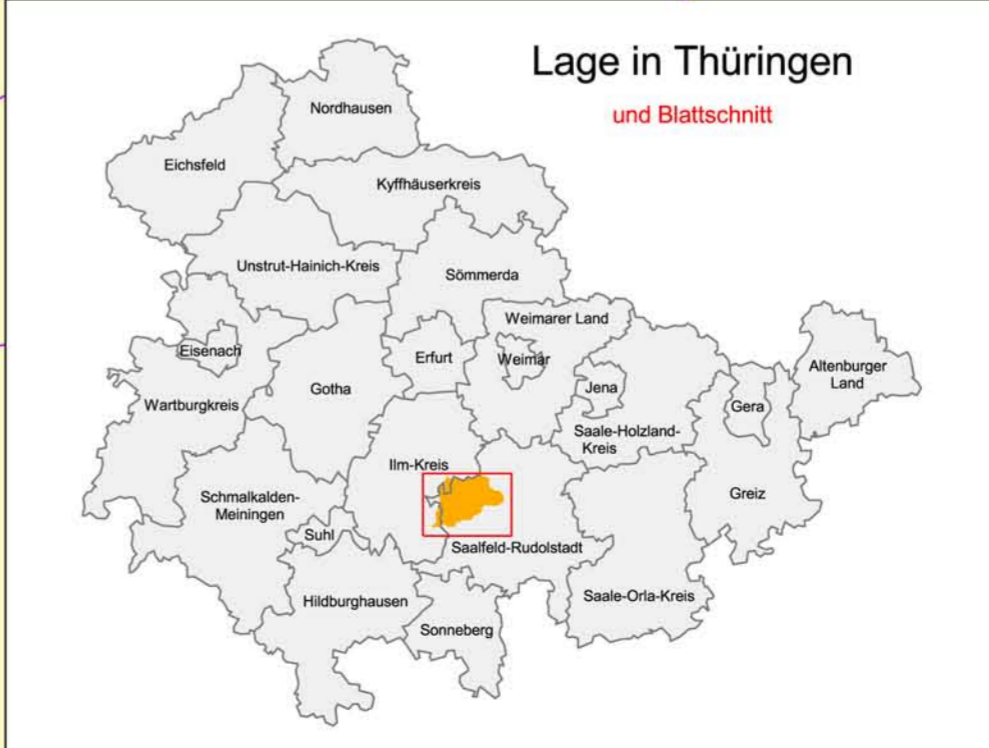 Lage in Thüringen
und Blattschnitt
Nordhausen
Eichsfeld
Kyffhäuserkreis
Unstrut-Hainich-Kreis
Sömmerda
Weimarer Land
Eisenach
Erfurt
Weimar
Altenburger
Land
Gotha
Jena
Wartburgkreis
Gera
Saale-Holzland-
Kreis
Ilm-Kreis
Schmalkalden-
Meiningen
Greiz
Suhl
Saalfeld-Rudolstadt
Hildburghausen
Saale-Orla-Kreis
Sonneberg